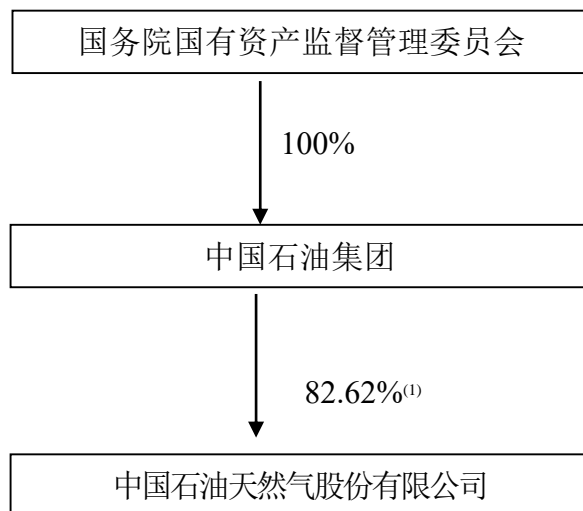 国务院国有资产监督管理委员会
100%
中国石油集团
82.62%(1)
中国石油天然气股份有限公司